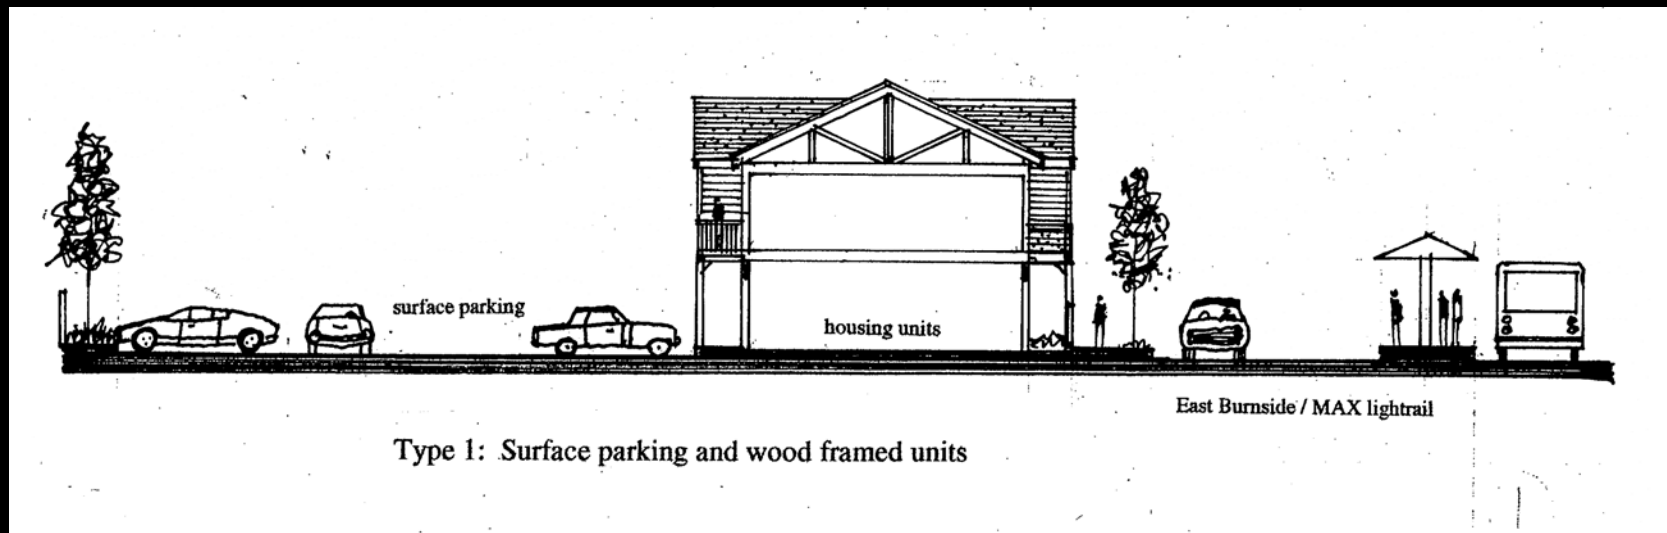 surface parking
housing units
East Burnside / MAX lightrail
Type 1: Surface parking and wood framed units